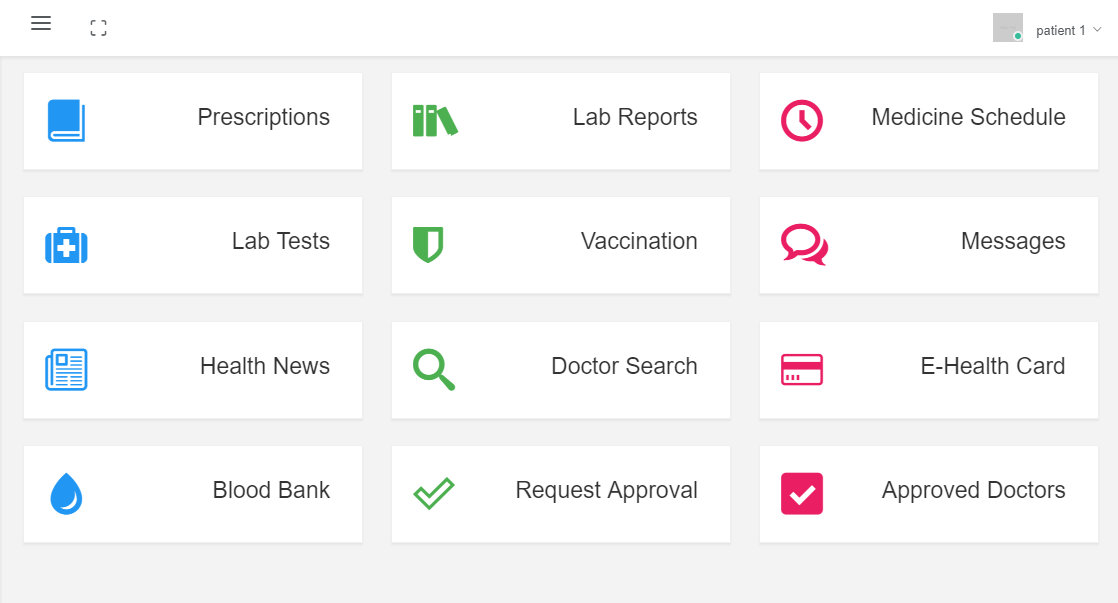 patient 1
Prescriptions
Lab Reports
Medicine Schedule
Lab Tests
Vaccination
Messages
Health News
Doctor Search
E-Health Card
Blood Bank
Request Approval
Approved Doctors